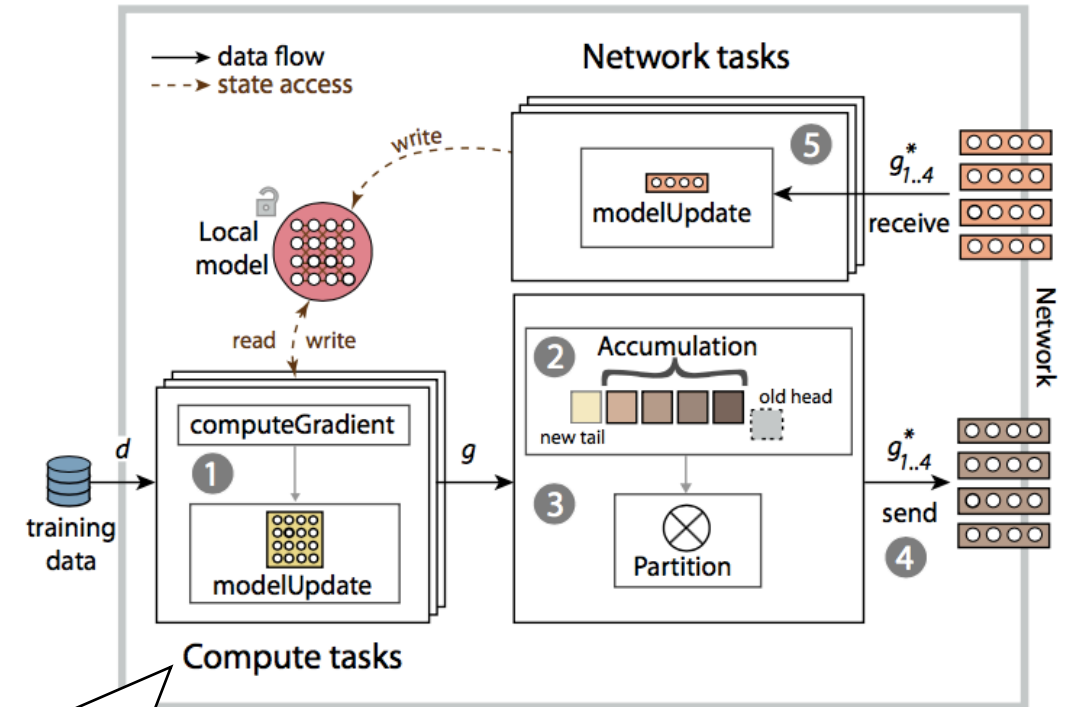 data flow
state access
Network tasks
write
5
modelUpdate
g*1..4
receive
Local
model
read
write
Network
2
Accumulation
old head
new tail
computeGradient
d
1
g
g*1..4
3
send
training
data
modelUpdate
Partition
4
Compute tasks